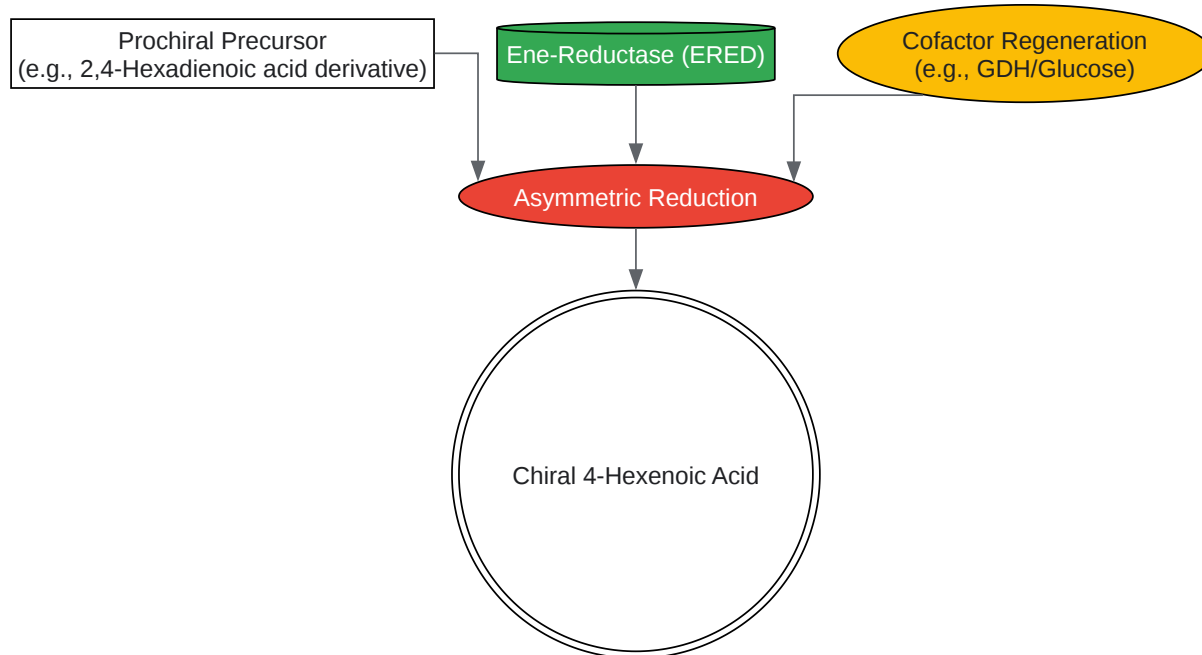 Prochiral Precursor
(e.g., 2,4-Hexadienoic acid derivative)
Ene-Reductase (ERED)
Cofactor Regeneration
(e.g., GDH/Glucose)
Asymmetric Reduction
Chiral 4-Hexenoic Acid